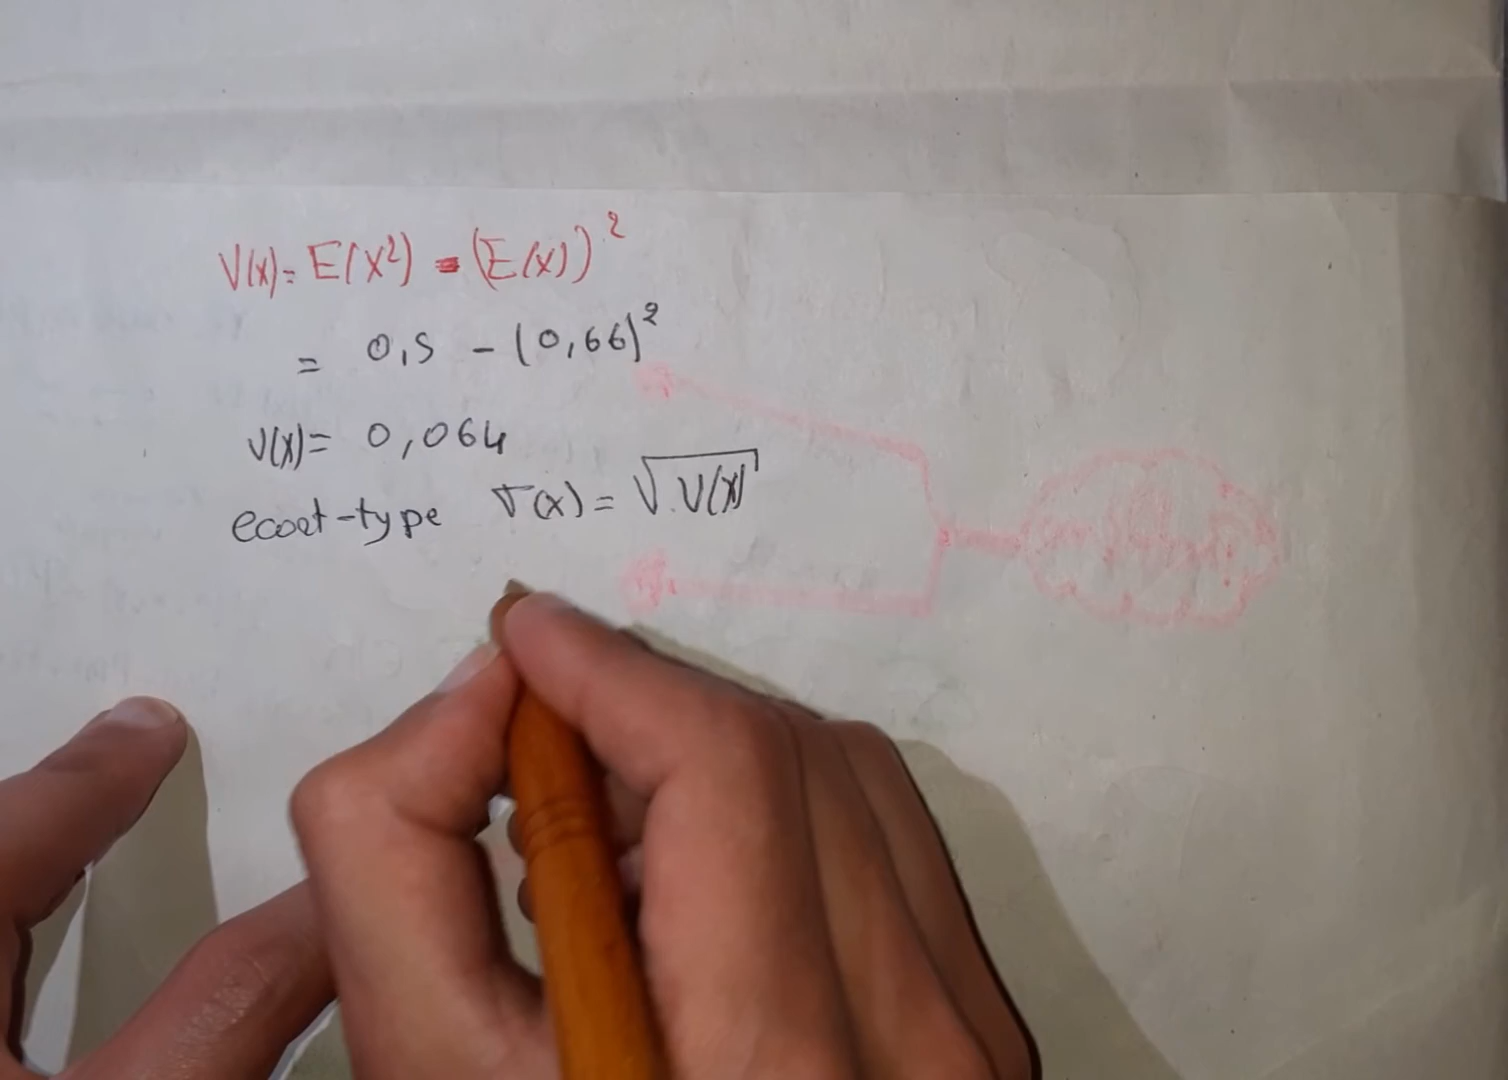 V(x) = E(X²) - (E(x))²
= 0,5 - (0,66)²
V(x) = 0,064
ecart-type σ(x) = √V(x)